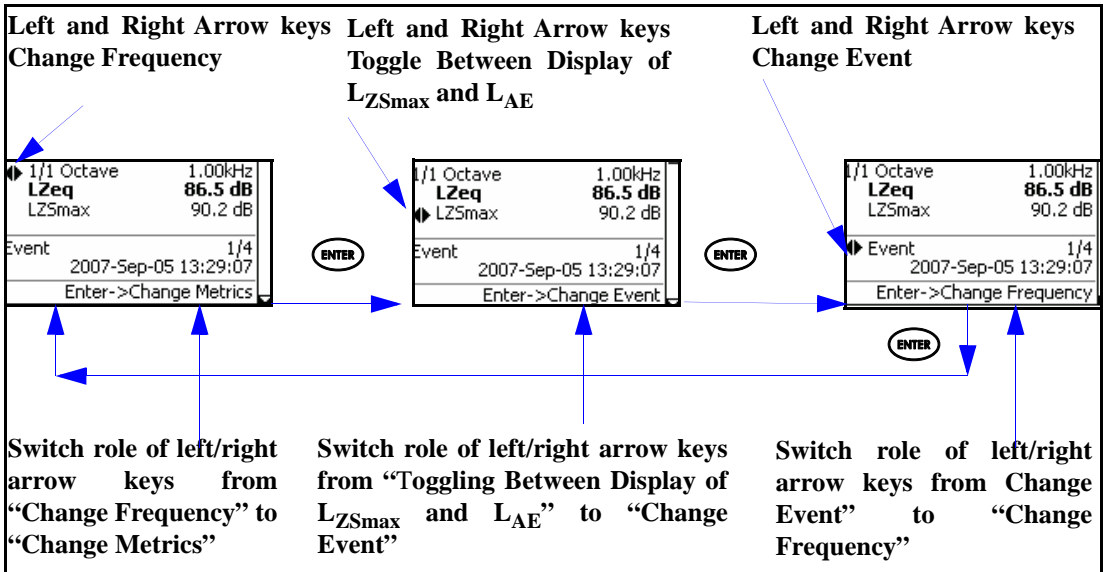 Left and Right Arrow keys
Change Frequency
Left and Right Arrow keys
Toggle Between Display of
LZSmax and LAE
Left and Right Arrow keys
Change Event
1/1 Octave 1.00kHz
LZeq 86.5 dB
LZSmax 90.2 dB
Event 1/4
2007-Sep-05 13:29:07
Enter->Change Metrics
ENTER
1/1 Octave 1.00kHz
LZeq 86.5 dB
LZSmax 90.2 dB
Event 1/4
2007-Sep-05 13:29:07
Enter->Change Event
ENTER
1/1 Octave 1.00kHz
LZeq 86.5 dB
LZSmax 90.2 dB
Event 1/4
2007-Sep-05 13:29:07
Enter->Change Frequency
ENTER
Switch role of left/right
arrow keys from
“Change Frequency” to
“Change Metrics”
Switch role of left/right arrow keys
from “Toggling Between Display of
LZSmax and LAE” to “Change
Event”
Switch role of left/right
arrow keys from Change
Event” to “Change
Frequency”